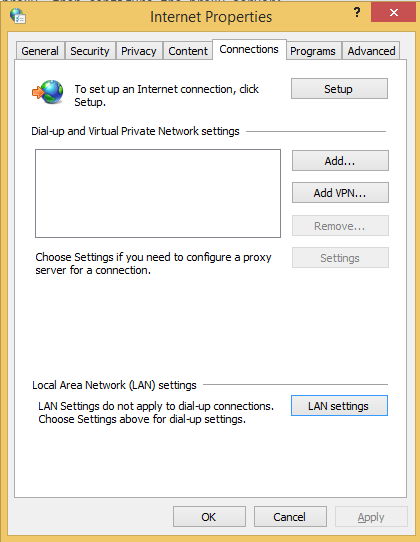 Internet Properties
?
General
Security
Privacy
Content
Connections
Programs
Advanced
To set up an Internet connection, click
Setup.
Setup
Dial-up and Virtual Private Network settings
Add...
Add VPN...
Remove...
Choose Settings if you need to configure a proxy
server for a connection.
Settings
Local Area Network (LAN) settings
LAN Settings do not apply to dial-up connections.
Choose Settings above for dial-up settings.
LAN settings
OK
Cancel
Apply